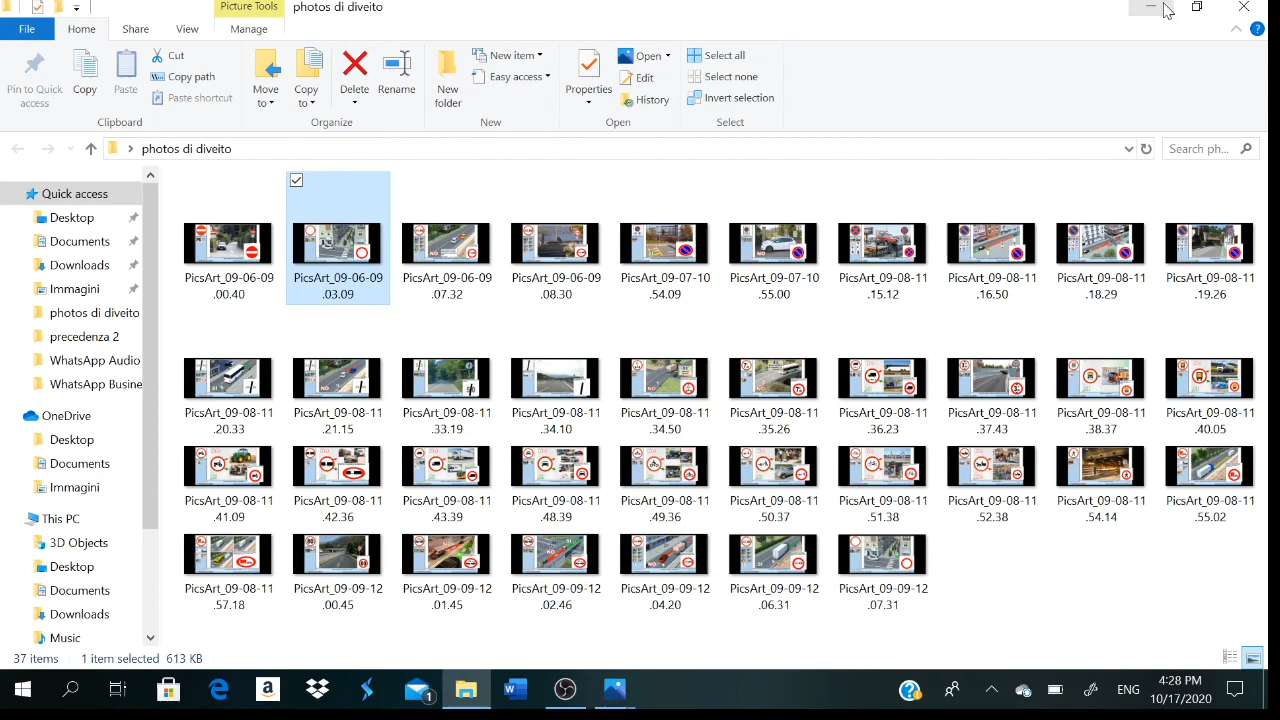 Picture Tools
photos di diveito
File
Home
Share
View
Manage
Pin to Quick
access
Copy
Paste
Cut
Copy path
Paste shortcut
Clipboard
Move
to
Copy
to
Delete
Rename
Organize
New
folder
New item
Easy access
New
Properties
Open
Edit
History
Open
Select all
Select none
Invert selection
Select
photos di diveito
Search ph...
Quick access
Desktop
Documents
Downloads
Immagini
photos di diveito
precedenza 2
WhatsApp Audio
WhatsApp Busine
OneDrive
Desktop
Documents
Immagini
This PC
3D Objects
Desktop
Documents
Downloads
Music
PicsArt_09-06-09
.00.40
PicsArt_09-06-09
.03.09
PicsArt_09-06-09
.07.32
PicsArt_09-06-09
.08.30
PicsArt_09-07-10
.54.09
PicsArt_09-07-10
.55.00
PicsArt_09-08-11
.15.12
PicsArt_09-08-11
.16.50
PicsArt_09-08-11
.18.29
PicsArt_09-08-11
.19.26
PicsArt_09-08-11
.20.33
PicsArt_09-08-11
.21.15
PicsArt_09-08-11
.33.19
PicsArt_09-08-11
.34.10
PicsArt_09-08-11
.34.50
PicsArt_09-08-11
.35.26
PicsArt_09-08-11
.36.23
PicsArt_09-08-11
.37.43
PicsArt_09-08-11
.38.37
PicsArt_09-08-11
.40.05
PicsArt_09-08-11
.41.09
PicsArt_09-08-11
.42.36
PicsArt_09-08-11
.43.39
PicsArt_09-08-11
.48.39
PicsArt_09-08-11
.49.36
PicsArt_09-08-11
.50.37
PicsArt_09-08-11
.51.38
PicsArt_09-08-11
.52.38
PicsArt_09-08-11
.54.14
PicsArt_09-08-11
.55.02
PicsArt_09-08-11
.57.18
PicsArt_09-09-12
.00.45
PicsArt_09-09-12
.01.45
PicsArt_09-09-12
.02.46
PicsArt_09-09-12
.04.20
PicsArt_09-09-12
.06.31
PicsArt_09-09-12
.07.31
37 items
1 item selected 613 KB
1
ENG
4:28 PM
10/17/2020